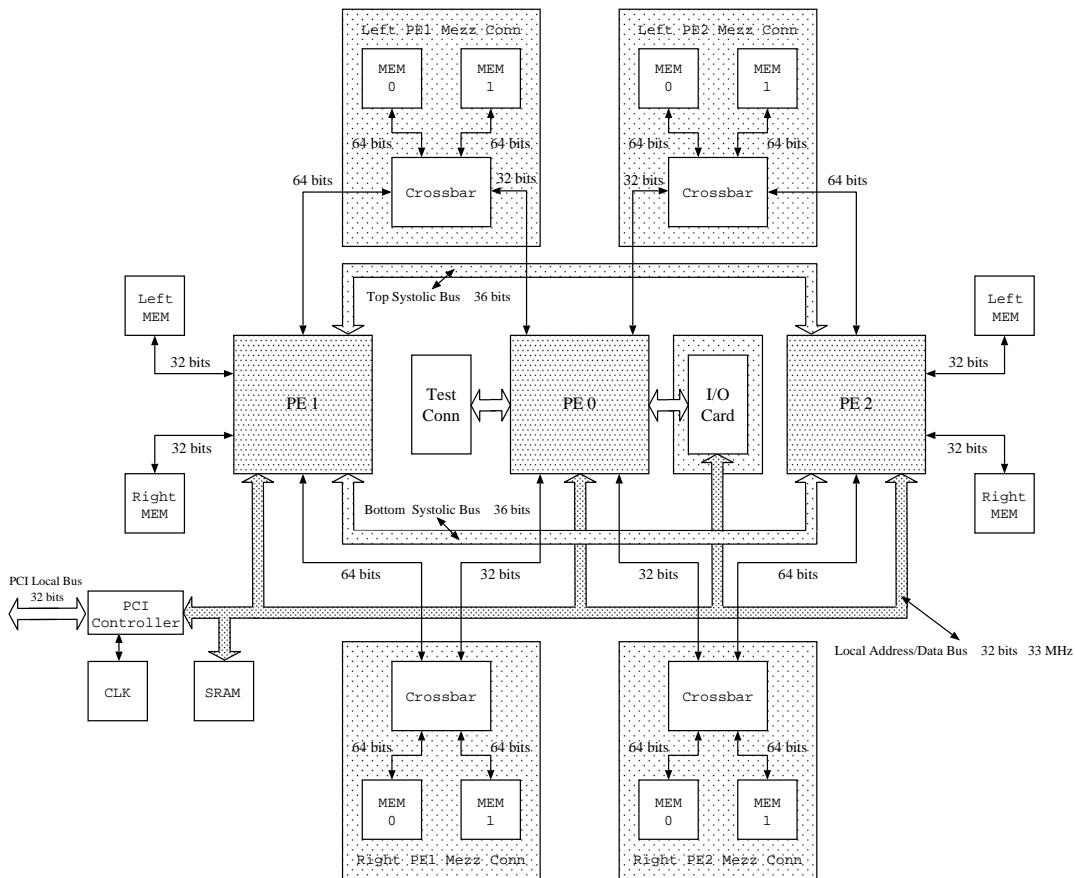 Left PE1 Mezz Conn
Left PE2 Mezz Conn
MEM
0
MEM
1
MEM
0
MEM
1
64 bits
64 bits
64 bits
64 bits
64 bits
Crossbar
32 bits
32 bits
Crossbar
64 bits
Top Systolic Bus 36 bits
Left
MEM
Left
MEM
32 bits
32 bits
PE 1
Test
Conn
PE 0
I/O
Card
PE 2
32 bits
32 bits
Right
MEM
Right
MEM
Bottom Systolic Bus 36 bits
64 bits
32 bits
32 bits
64 bits
PCI Local Bus
32 bits
PCI
Controller
Local Address/Data Bus 32 bits 33 MHz
CLK
SRAM
Crossbar
Crossbar
64 bits
64 bits
64 bits
64 bits
MEM
0
MEM
1
MEM
0
MEM
1
Right PE1 Mezz Conn
Right PE2 Mezz Conn